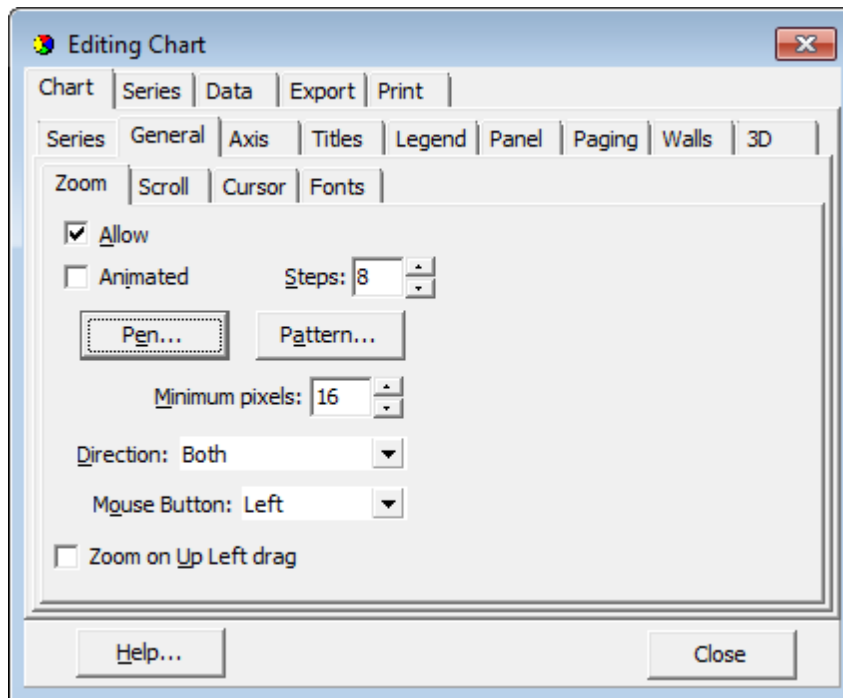 Editing Chart
Chart Series Data Export Print
Series General Axis Titles Legend Panel Paging Walls 3D
Zoom Scroll Cursor Fonts
Allow
Animated Steps: 8
Pen... Pattern...
Minimum pixels: 16
Direction: Both
Mouse Button: Left
Zoom on Up Left drag
Help... Close